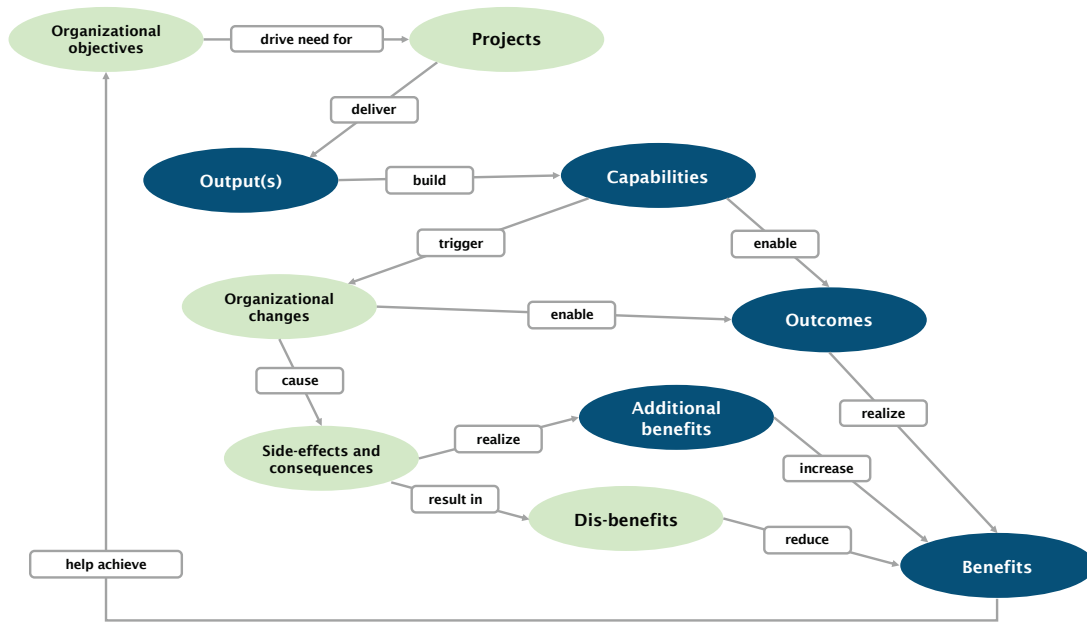 Organizational
objectives
drive need for
Projects
deliver
Output(s)
build
Capabilities
trigger
enable
Organizational
changes
enable
Outcomes
cause
Additional
benefits
realize
realize
Side-effects and
consequences
increase
result in
Dis-benefits
reduce
help achieve
Benefits